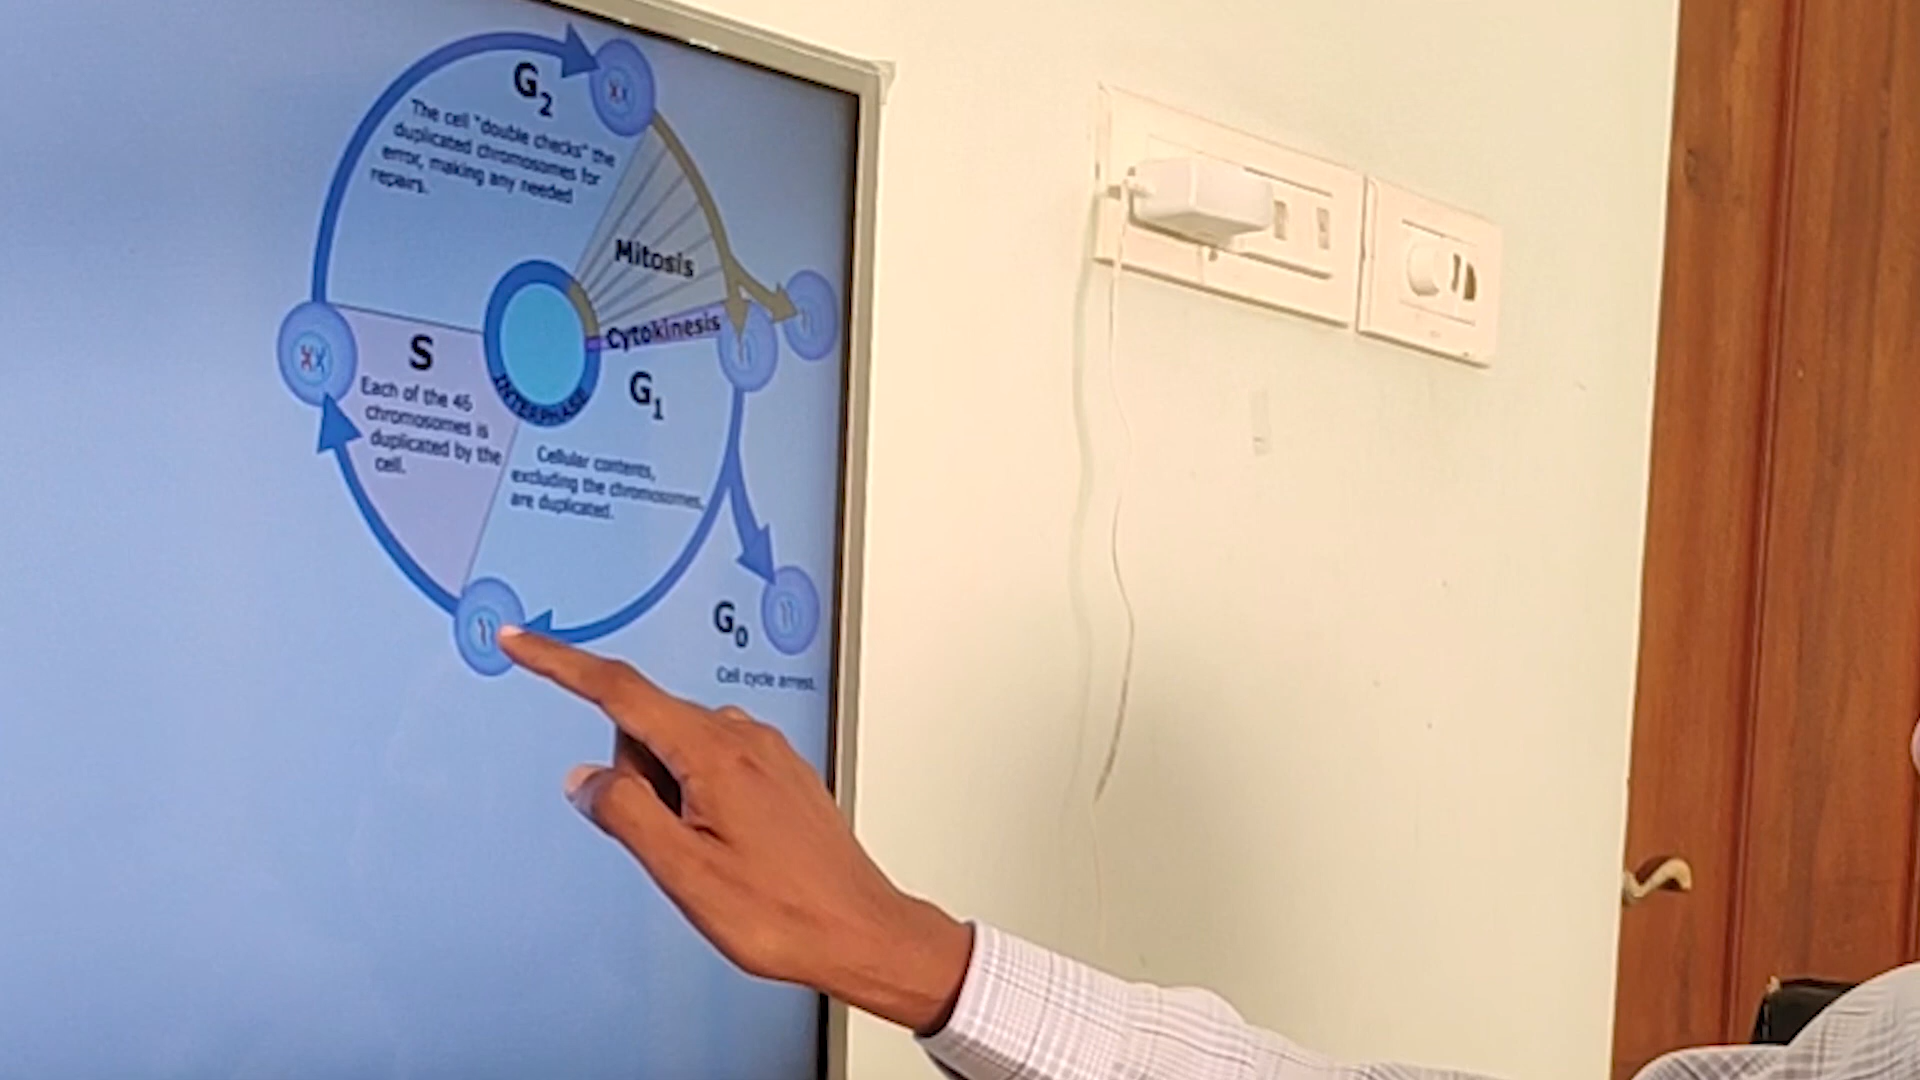 G2
The cell "double checks" the
duplicated chromosomes for
error, making any needed
repairs.
Mitosis
Cytokinesis
S
Each of the 46
chromosomes is
duplicated by the
cell.
INTERPHASE
G1
Cellular contents,
excluding the chromosomes,
are duplicated.
G0
Cell cycle arrest.